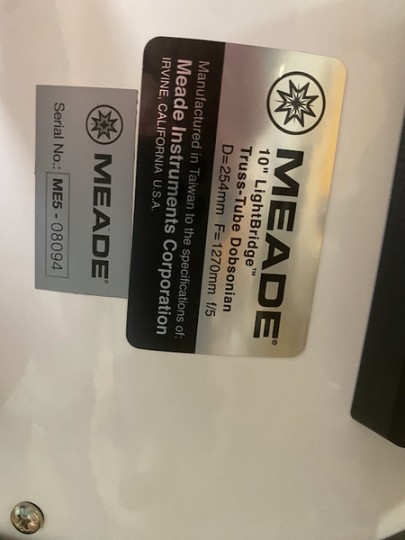 MEADE®
10" LightBridge™
Truss-Tube Dobsonian
D=254mm F=1270mm f/5
Manufactured in Taiwan to the specifications of:
Meade Instruments Corporation
IRVINE, CALIFORNIA U.S.A.
MEADE®
Serial No.: ME5 - 08094